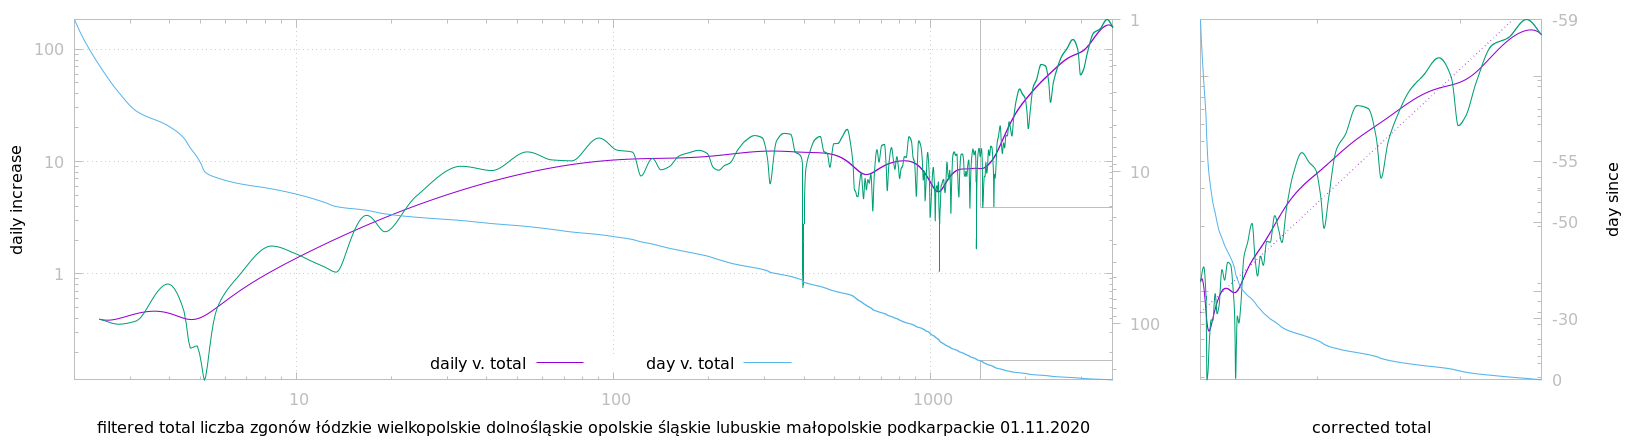 100
10
1
daily increase
daily v. total
day v. total
10
100
1000
1
10
100
filtered total liczba zgonów łódzkie wielkopolskie dolnośląskie opolskie śląskie lubuskie małopolskie podkarpackie 01.11.2020
-59
-55
-50
-30
0
day since
corrected total